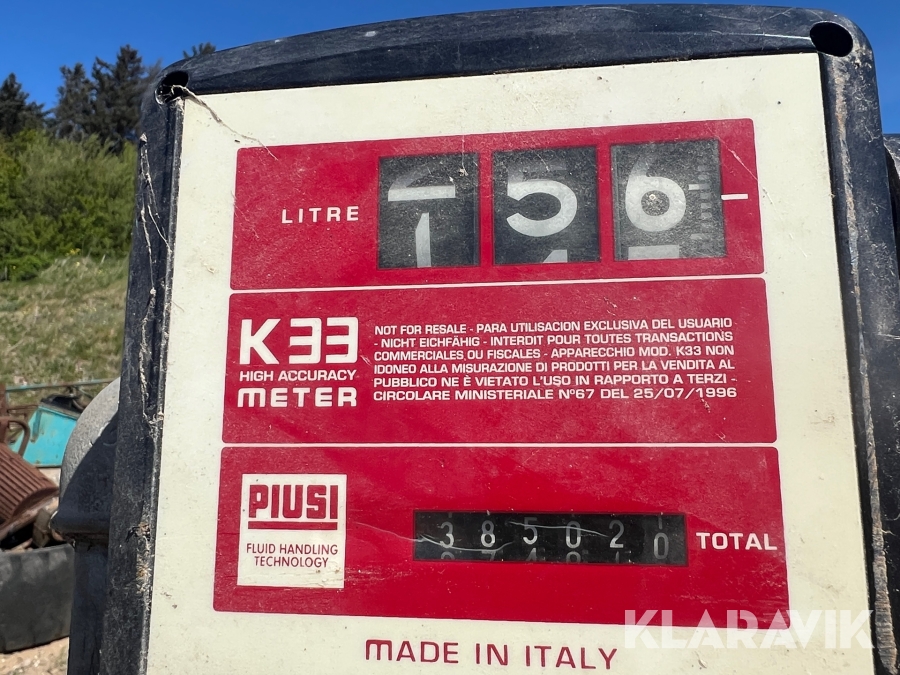 LITRE 56
K33
HIGH ACCURACY
METER
NOT FOR RESALE - PARA UTILISACION EXCLUSIVA DEL USUARIO
- NICHT EICHFÄHIG - INTERDIT POUR TOUTES TRANSACTIONS
COMMERCIALES OU FISCALES - APPARECCHIO MOD. K33 NON
IDONEO ALLA MISURAZIONE DI PRODOTTI PER LA VENDITA AL
PUBBLICO NE È VIETATO L'USO IN RAPPORTO A TERZI -
CIRCOLARE MINISTERIALE N°67 DEL 25/07/1996
PIUSI
FLUID HANDLING
TECHNOLOGY
385020 TOTAL
MADE IN ITALY
KLARAVIK